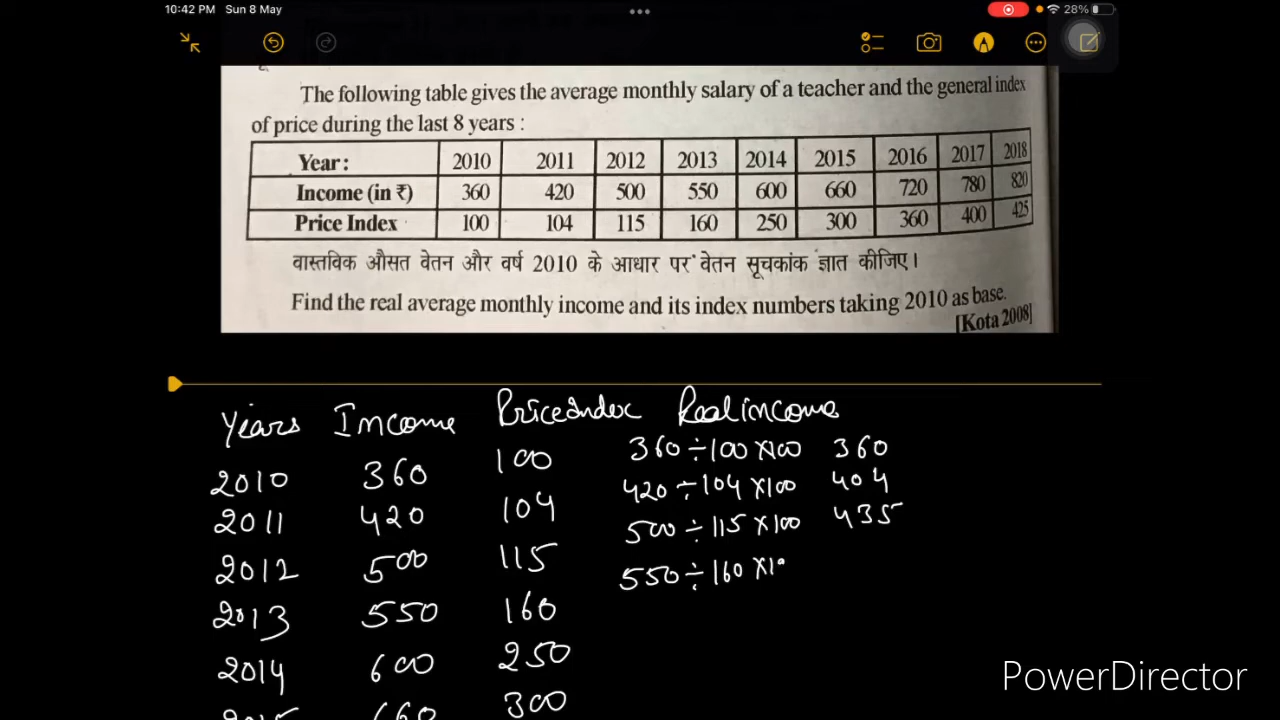 10:42 PM Sun 8 May
28%
The following table gives the average monthly salary of a teacher and the general index
of price during the last 8 years :
Year: 2010 2011 2012 2013 2014 2015 2016 2017 2018
Income (in ₹) 360 420 500 550 600 660 720 780 820
Price Index 100 104 115 160 250 300 360 400 425
वास्तविक औसत वेतन और वर्ष 2010 के आधार पर वेतन सूचकांक ज्ञात कीजिए।
Find the real average monthly income and its index numbers taking 2010 as base.
[Kota 2008]
Years Income Price Index Real income
2010 360 100 360÷100×100 360
2011 420 104 420÷104×100 404
2012 500 115 500÷115×100 435
2013 550 160 550÷160×1
2014 600 250
2015 660 300
PowerDirector